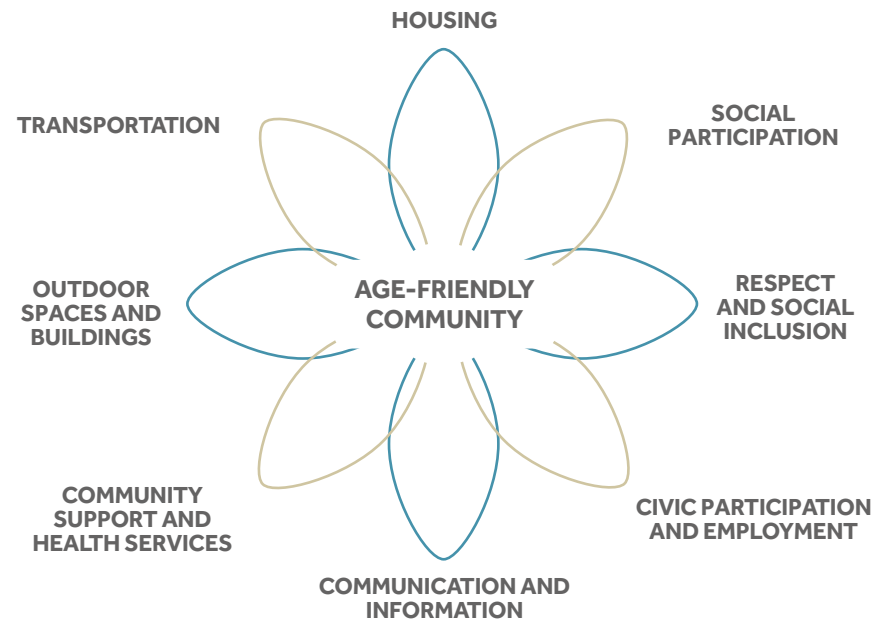 HOUSING
TRANSPORTATION
SOCIAL
PARTICIPATION
OUTDOOR
SPACES AND
BUILDINGS
AGE-FRIENDLY
COMMUNITY
RESPECT
AND SOCIAL
INCLUSION
COMMUNITY
SUPPORT AND
HEALTH SERVICES
CIVIC PARTICIPATION
AND EMPLOYMENT
COMMUNICATION AND
INFORMATION